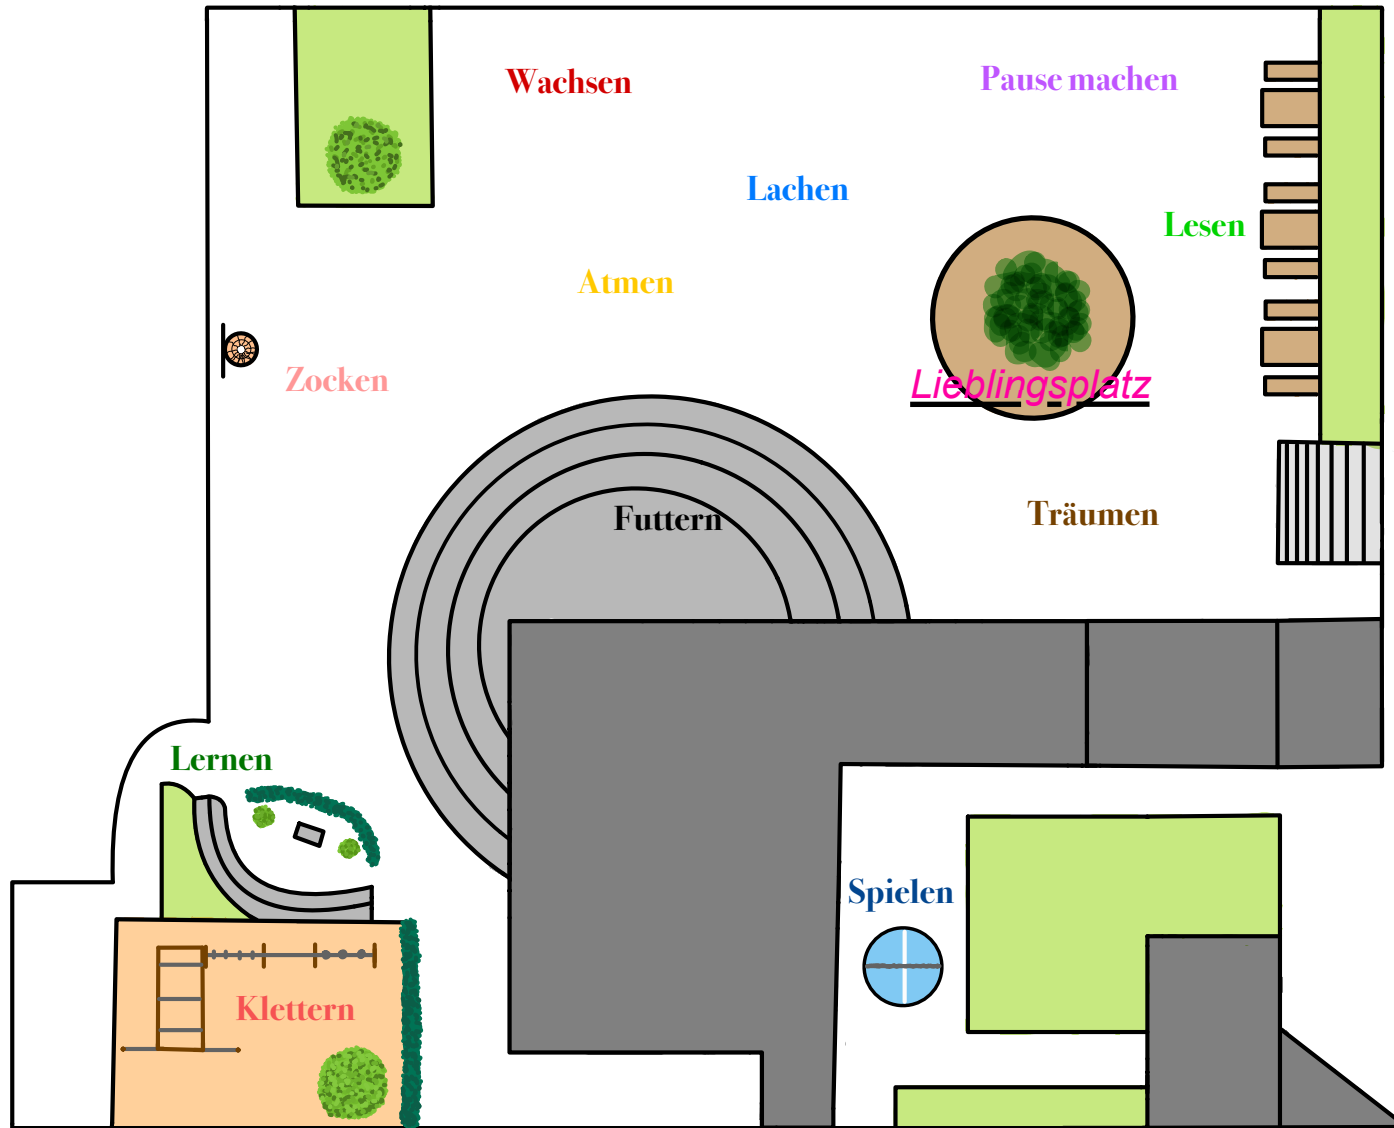 Wachsen
Pause machen
Lachen
Lesen
Atmen
Zocken
Lieblingsplatz
Futtern
Träumen
Lernen
Spielen
Klettern